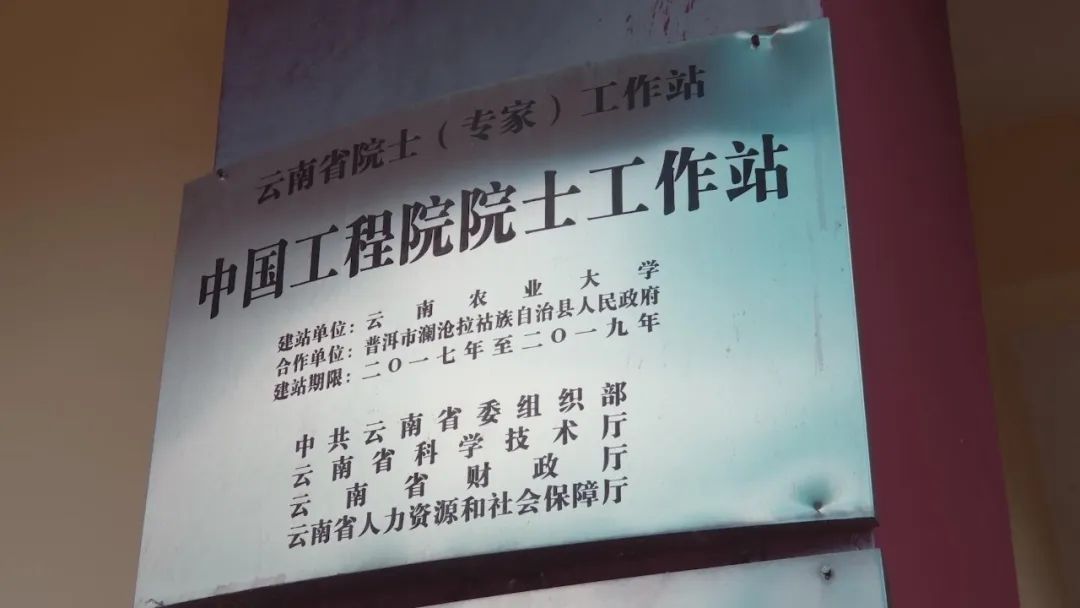 云南省院士（专家）工作站
中国工程院院士工作站
建站单位：云南农业大学
合作单位：普洱市澜沧拉祜族自治县人民政府
建站期限：二〇一七年至二〇一九年
中共云南省委组织部
云南省科学技术厅
云南省财政厅
云南省人力资源和社会保障厅